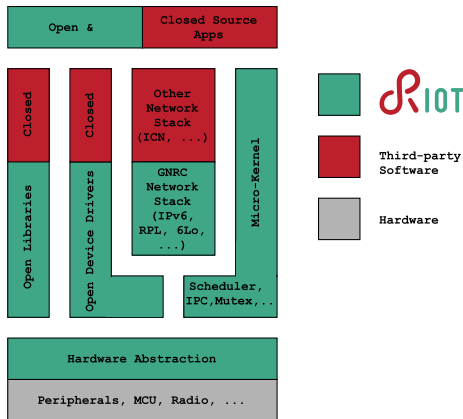 Open &
Closed Source
Apps
Closed
Open Libraries
Closed
Open Device Drivers
Other
Network
Stack
(ICN, ...)
GNRC
Network
Stack
(IPv6,
RPL, 6Lo,
...)
Micro-Kernel
Scheduler,
IPC,Mutex,..
Hardware Abstraction
Peripherals, MCU, Radio, ...
RIOT
Third-party
Software
Hardware